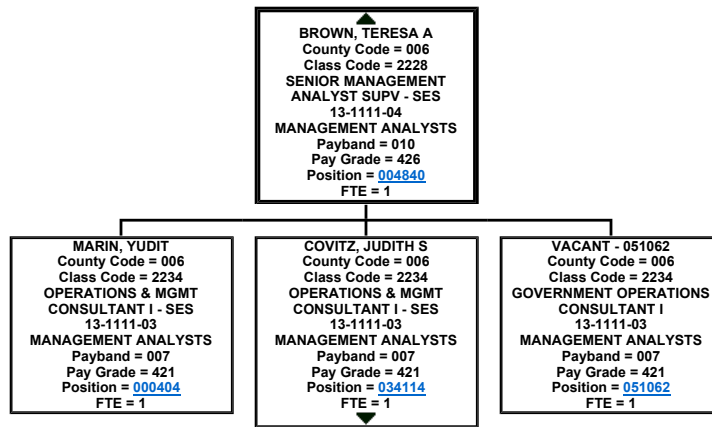 BROWN, TERESA A
County Code = 006
Class Code = 2228
SENIOR MANAGEMENT
ANALYST SUPV - SES
13-1111-04
MANAGEMENT ANALYSTS
Payband = 010
Pay Grade = 426
Position = 004840
FTE = 1
MARIN, YUDIT
County Code = 006
Class Code = 2234
OPERATIONS & MGMT
CONSULTANT I - SES
13-1111-03
MANAGEMENT ANALYSTS
Payband = 007
Pay Grade = 421
Position = 000404
FTE = 1
COVITZ, JUDITH S
County Code = 006
Class Code = 2234
OPERATIONS & MGMT
CONSULTANT I - SES
13-1111-03
MANAGEMENT ANALYSTS
Payband = 007
Pay Grade = 421
Position = 034114
FTE = 1
VACANT - 051062
County Code = 006
Class Code = 2234
GOVERNMENT OPERATIONS
CONSULTANT I
13-1111-03
MANAGEMENT ANALYSTS
Payband = 007
Pay Grade = 421
Position = 051062
FTE = 1